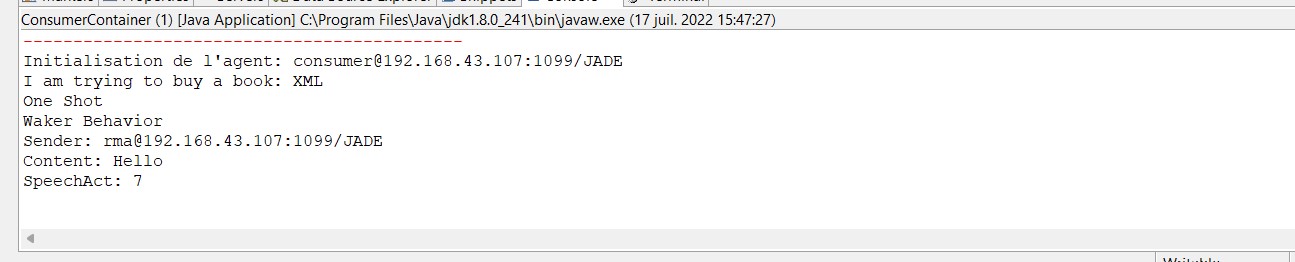 ConsumerContainer (1) [Java Application] C:\Program Files\Java\jdk1.8.0_241\bin\javaw.exe (17 juil. 2022 15:47:27)
--------------------------------------------
Initialisation de l'agent: consumer@192.168.43.107:1099/JADE
I am trying to buy a book: XML
One Shot
Waker Behavior
Sender: rma@192.168.43.107:1099/JADE
Content: Hello
SpeechAct: 7